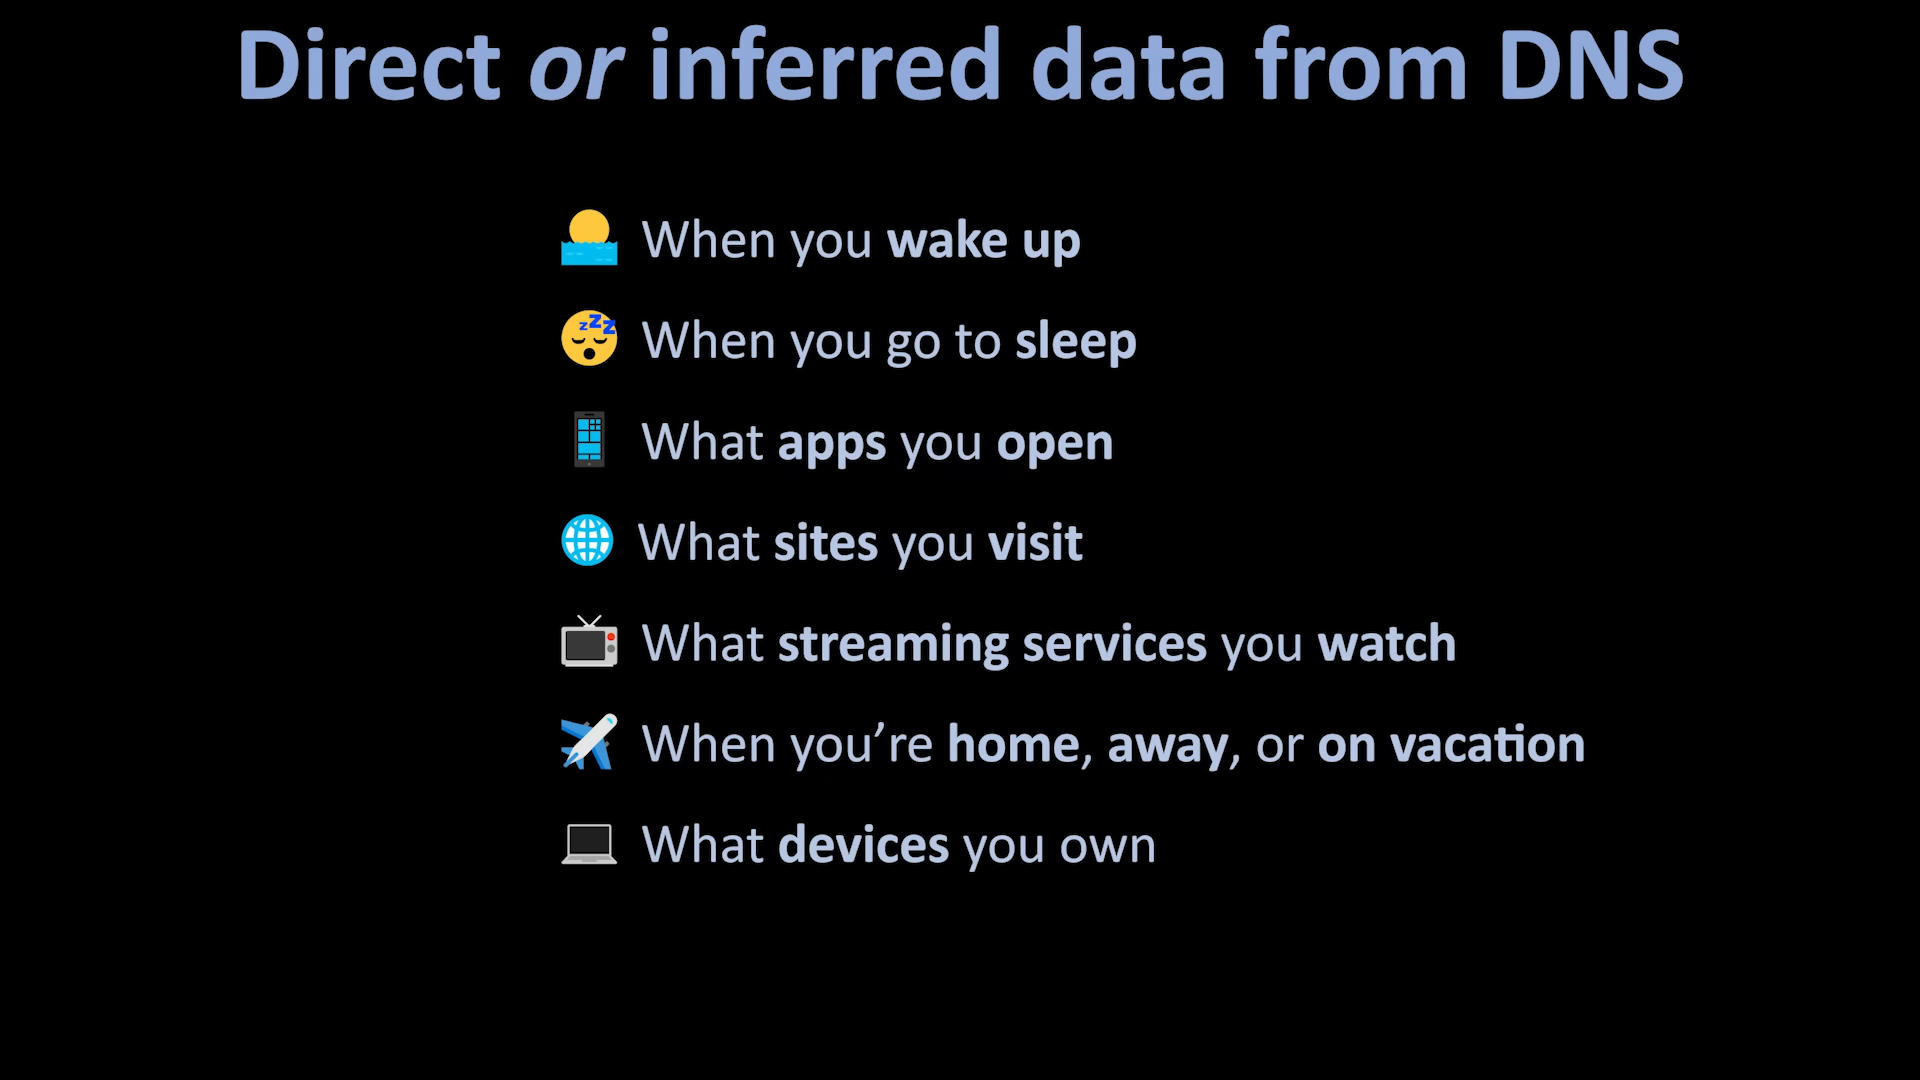 Direct or inferred data from DNS
When you wake up
When you go to sleep
What apps you open
What sites you visit
What streaming services you watch
When you’re home, away, or on vacation
What devices you own